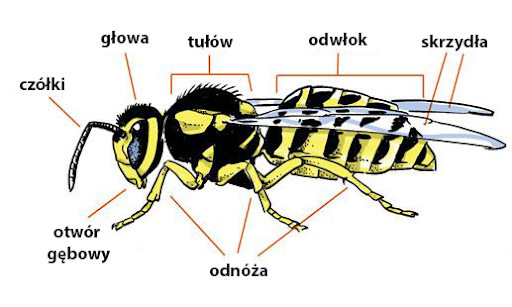 głowa
tułów
odwłok
skrzydła
czółki
otwór
gębowy
odnóża